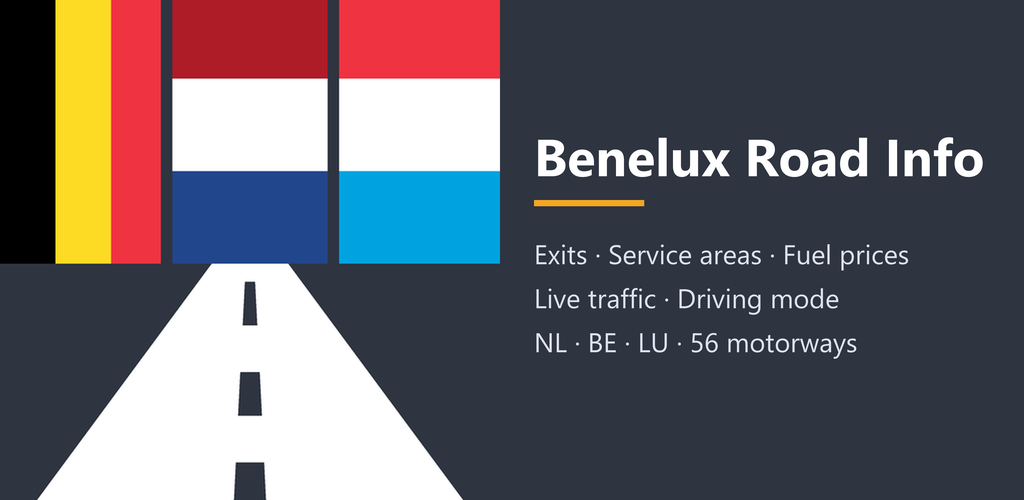 Benelux Road Info
Exits · Service areas · Fuel prices
Live traffic · Driving mode
NL · BE · LU · 56 motorways